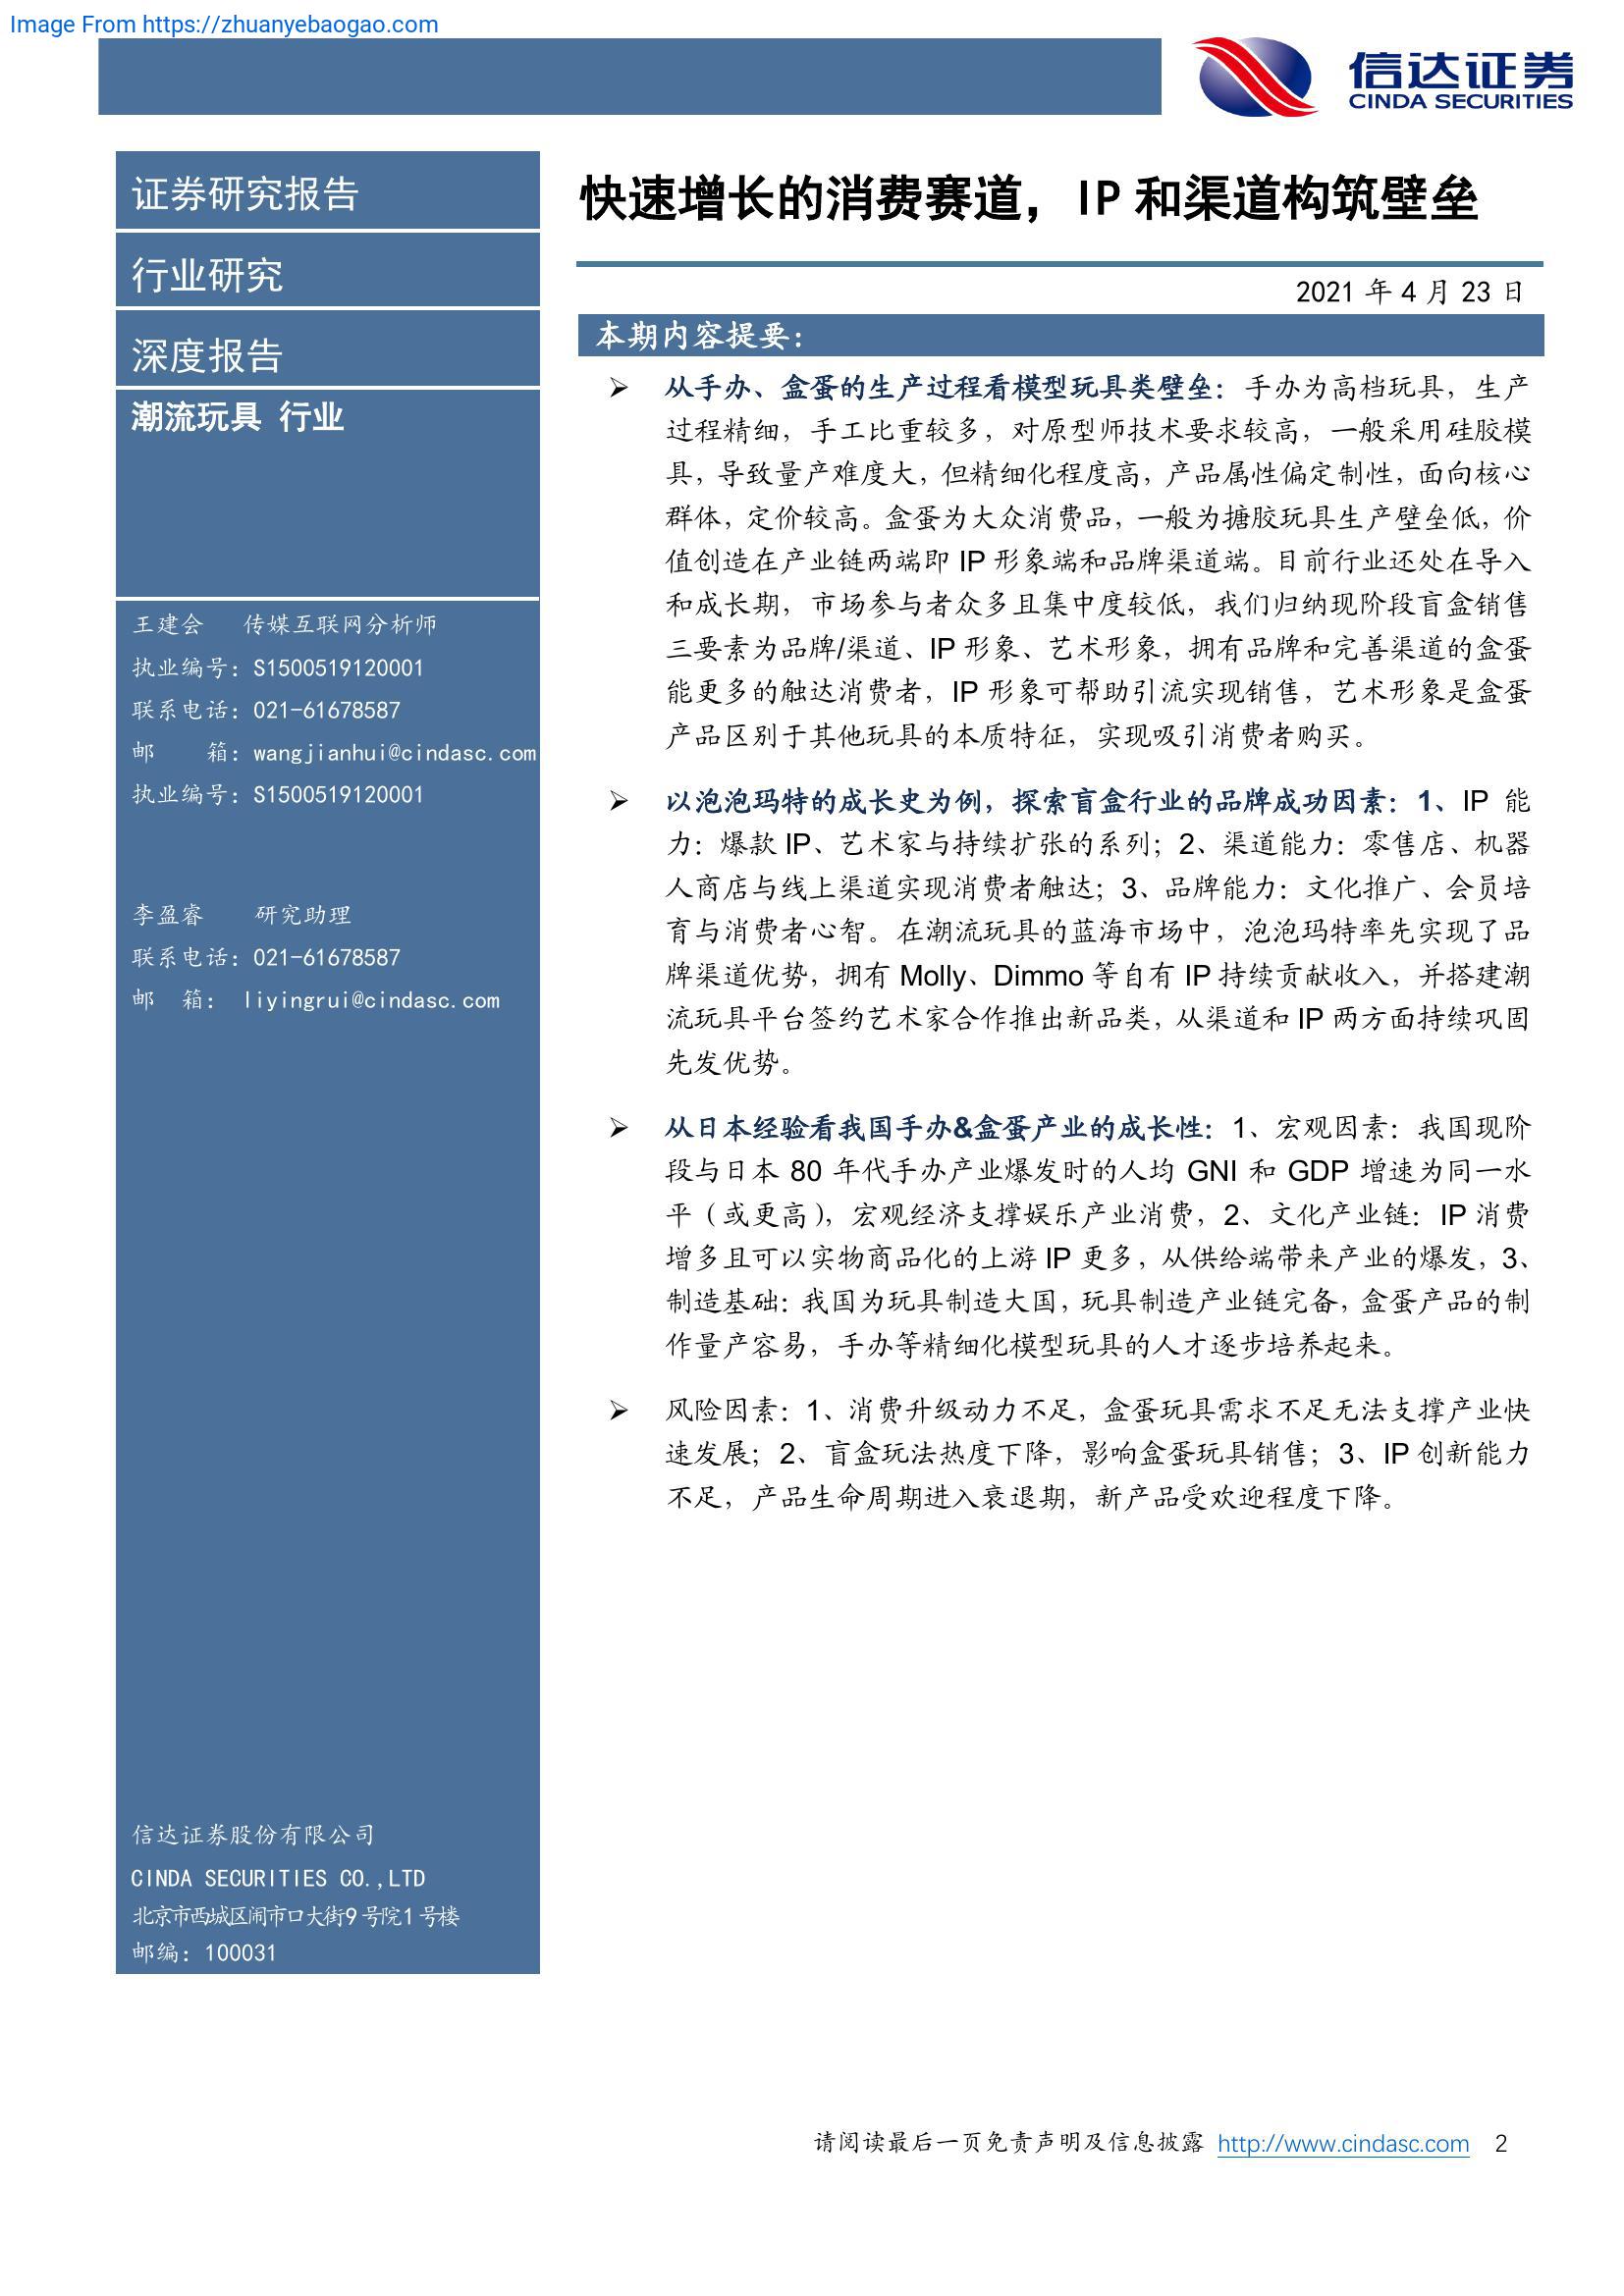 Image From https://zhuanyebaogao.com
信达证券
CINDA SECURITIES
证券研究报告
行业研究
深度报告
潮流玩具 行业
王建会 传媒互联网分析师
执业编号：S1500519120001
联系电话：021-61678587
邮 箱：wangjianhui@cindasc.com
执业编号：S1500519120001
李盈睿 研究助理
联系电话：021-61678587
邮 箱： liyingrui@cindasc.com
信达证券股份有限公司
CINDA SECURITIES CO.,LTD
北京市西城区闹市口大街9号院1号楼
邮编：100031
快速增长的消费赛道，IP 和渠道构筑壁垒
2021 年 4 月 23 日
本期内容提要：
➢ 从手办、盒蛋的生产过程看模型玩具类壁垒：手办为高档玩具，生产
过程精细，手工比重较多，对原型师技术要求较高，一般采用硅胶模
具，导致量产难度大，但精细化程度高，产品属性偏定制性，面向核心
群体，定价较高。盒蛋为大众消费品，一般为搪胶玩具生产壁垒低，价
值创造在产业链两端即 IP 形象端和品牌渠道端。目前行业还处在导入
和成长期，市场参与者众多且集中度较低，我们归纳现阶段盲盒销售
三要素为品牌/渠道、IP 形象、艺术形象，拥有品牌和完善渠道的盒蛋
能更多的触达消费者，IP 形象可帮助引流实现销售，艺术形象是盒蛋
产品区别于其他玩具的本质特征，实现吸引消费者购买。
➢ 以泡泡玛特的成长史为例，探索盲盒行业的品牌成功因素：1、IP 能
力：爆款 IP、艺术家与持续扩张的系列；2、渠道能力：零售店、机器
人商店与线上渠道实现消费者触达；3、品牌能力：文化推广、会员培
育与消费者心智。在潮流玩具的蓝海市场中，泡泡玛特率先实现了品
牌渠道优势，拥有 Molly、Dimmo 等自有 IP 持续贡献收入，并搭建潮
流玩具平台签约艺术家合作推出新品类，从渠道和 IP 两方面持续巩固
先发优势。
➢ 从日本经验看我国手办&盒蛋产业的成长性：1、宏观因素：我国现阶
段与日本 80 年代手办产业爆发时的人均 GNI 和 GDP 增速为同一水
平（或更高），宏观经济支撑娱乐产业消费，2、文化产业链：IP 消费
增多且可以实物商品化的上游 IP 更多，从供给端带来产业的爆发，3、
制造基础：我国为玩具制造大国，玩具制造产业链完备，盒蛋产品的制
作量产容易，手办等精细化模型玩具的人才逐步培养起来。
➢ 风险因素：1、消费升级动力不足，盒蛋玩具需求不足无法支撑产业快
速发展；2、盲盒玩法热度下降，影响盒蛋玩具销售；3、IP 创新能力
不足，产品生命周期进入衰退期，新产品受欢迎程度下降。
请阅读最后一页免责声明及信息披露 http://www.cindasc.com 2